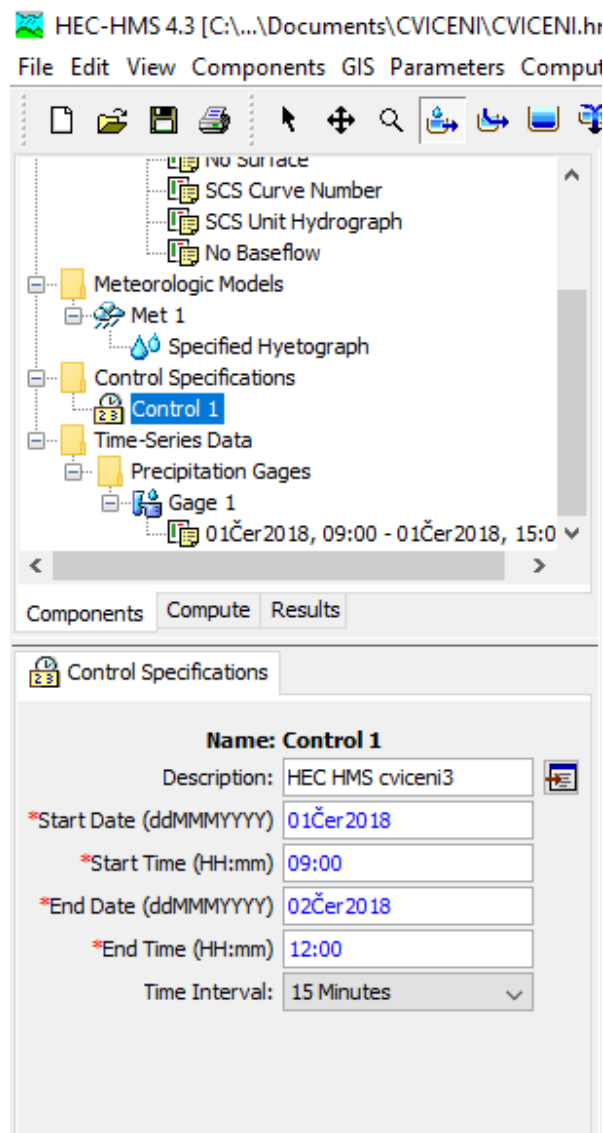 HEC-HMS 4.3 [C:\...\Documents\CVICENI\CVICENI.h
File Edit View Components GIS Parameters Comput
No Surface
SCS Curve Number
SCS Unit Hydrograph
No Baseflow
Meteorologic Models
Met 1
Specified Hyetograph
Control Specifications
Control 1
Time-Series Data
Precipitation Gages
Gage 1
01Čer2018, 09:00 - 01Čer2018, 15:0
Components Compute Results
Control Specifications
Name: Control 1
Description: HEC HMS cviceni3
*Start Date (ddMMMYYYY) 01Čer2018
*Start Time (HH:mm) 09:00
*End Date (ddMMMYYYY) 02Čer2018
*End Time (HH:mm) 12:00
Time Interval: 15 Minutes